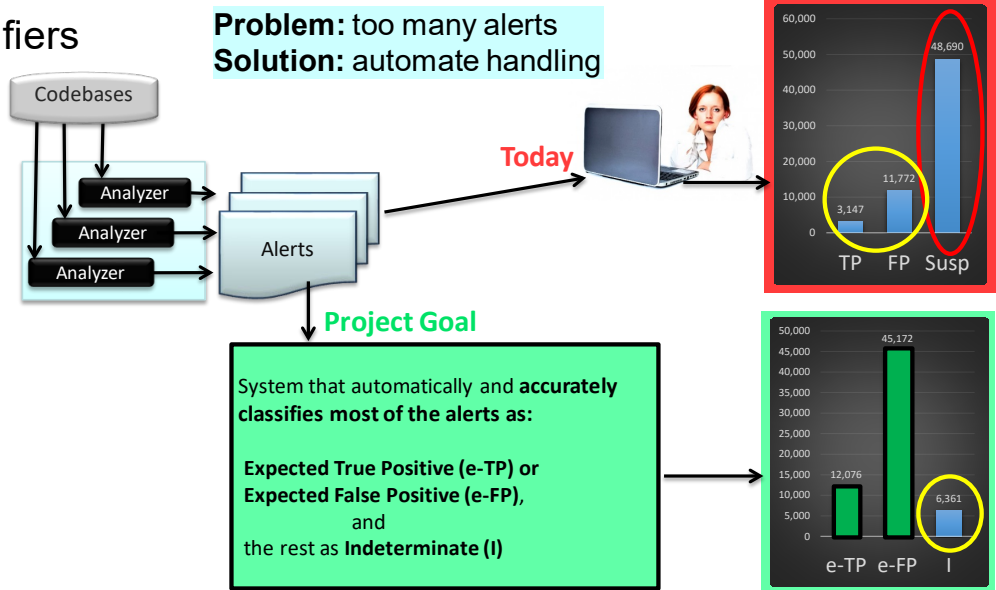 fiers
Problem: too many alerts
Solution: automate handling
Codebases
Analyzer
Analyzer
Analyzer
Alerts
Today
60,000
50,000
40,000
30,000
20,000
10,000
0
48,690
11,772
3,147
TP FP Susp
Project Goal
System that automatically and accurately
classifies most of the alerts as:
Expected True Positive (e-TP) or
Expected False Positive (e-FP),
and
the rest as Indeterminate (I)
50,000
45,000
40,000
35,000
30,000
25,000
20,000
15,000
10,000
5,000
0
45,172
12,076
6,361
e-TP e-FP I